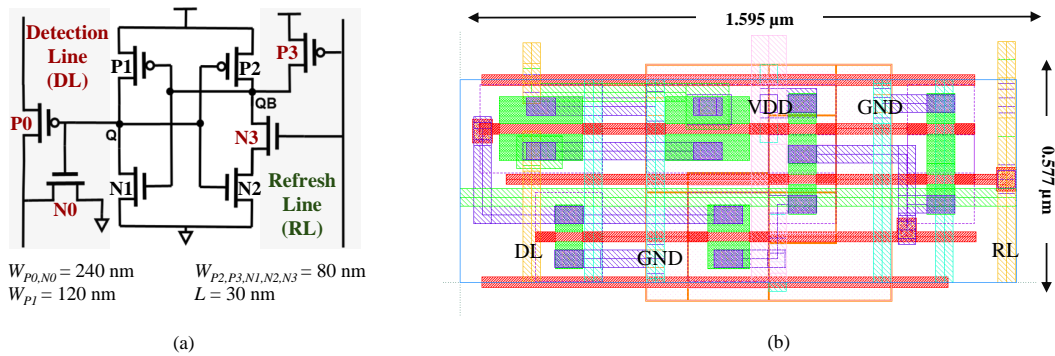 Detection
Line
(DL)
P0
N0
P1
P2
P3
Q
QB
N3
N1
N2
Refresh
Line
(RL)
W_{P0,N0} = 240 nm
W_{P1} = 120 nm
W_{P2,P3,N1,N2,N3} = 80 nm
L = 30 nm
(a)
1.595 μm
VDD
GND
0.577 μm
DL
GND
RL
(b)